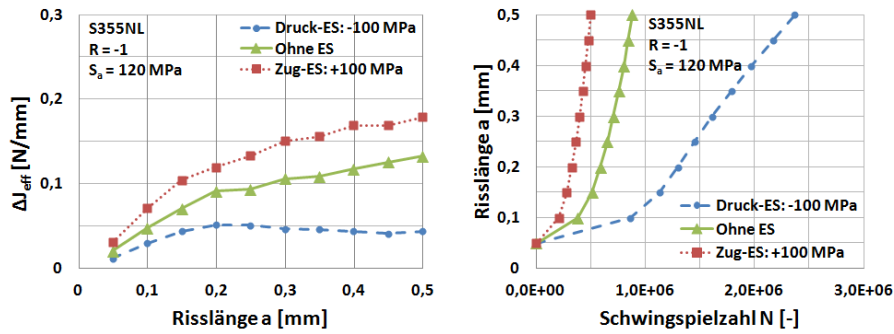 S355NL
R = -1
Sa = 120 MPa
Druck-ES: -100 MPa
Ohne ES
Zug-ES: +100 MPa
ΔJeff [N/mm]
0,3
0,2
0,1
0
0
0,1
0,2
0,3
0,4
0,5
Risslänge a [mm]
S355NL
R = -1
Sa = 120 MPa
Risslänge a [mm]
0,5
0,4
0,3
0,2
0,1
0
Druck-ES: -100 MPa
Ohne ES
Zug-ES: +100 MPa
0,0E+00
1,0E+06
2,0E+06
3,0E+06
Schwingspielzahl N [-]